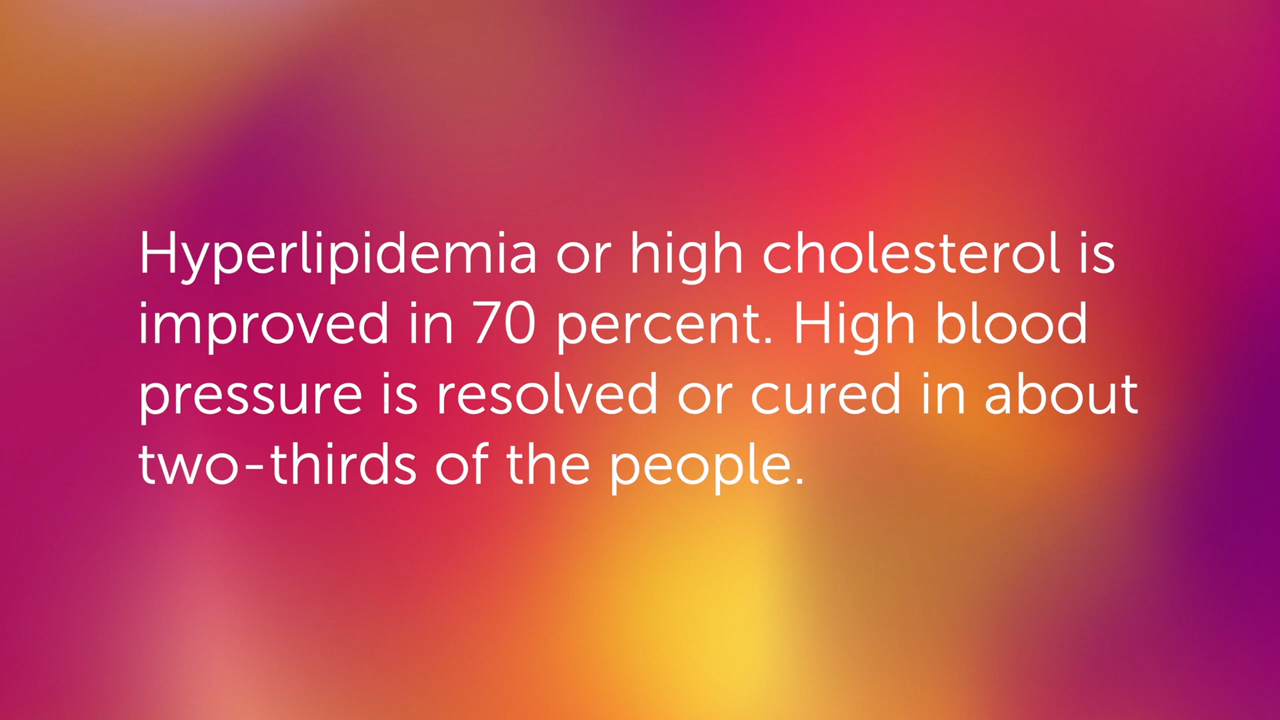 Hyperlipidemia or high cholesterol is
improved in 70 percent. High blood
pressure is resolved or cured in about
two-thirds of the people.